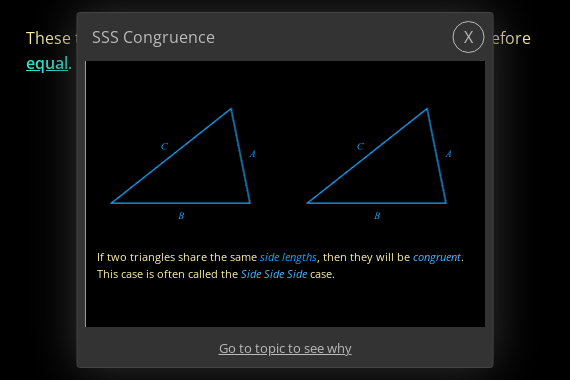 SSS Congruence
X
These
efore
equal.
C
A
B
C
A
B
If two triangles share the same side lengths, then they will be congruent.
This case is often called the Side Side Side case.
Go to topic to see why